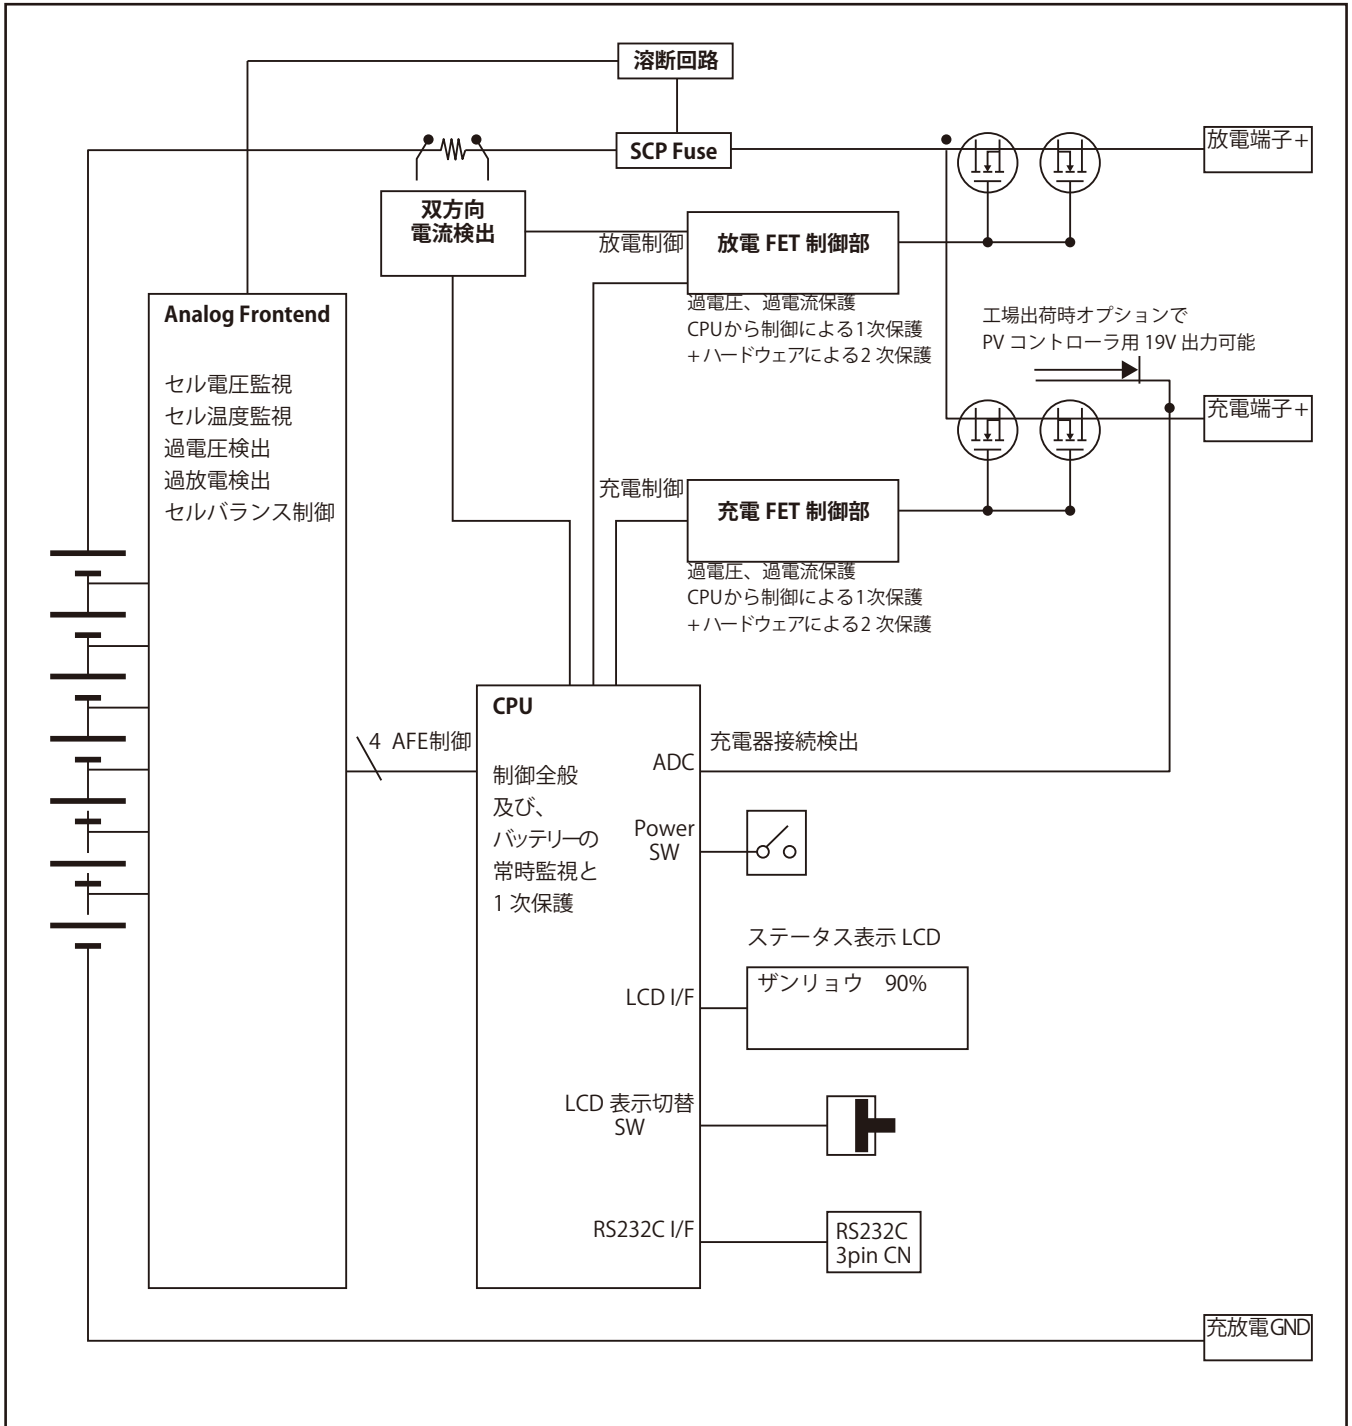 溶断回路
SCP Fuse
放電端子+
双方向
電流検出
放電制御
放電 FET 制御部
過電圧、過電流保護
CPUから制御による1次保護
+ハードウェアによる2 次保護
Analog Frontend
セル電圧監視
セル温度監視
過電圧検出
過放電検出
セルバランス制御
工場出荷時オプションで
PV コントローラ用 19V 出力可能
充電端子+
充電制御
充電 FET 制御部
過電圧、過電流保護
CPUから制御による1次保護
+ハードウェアによる2 次保護
4 AFE制御
CPU
制御全般
及び、
バッテリーの
常時監視と
1 次保護
ADC
充電器接続検出
Power
SW
ステータス表示 LCD
LCD I/F
ザンリョウ 90%
LCD 表示切替
SW
RS232C I/F
RS232C
3pin CN
充放電GND